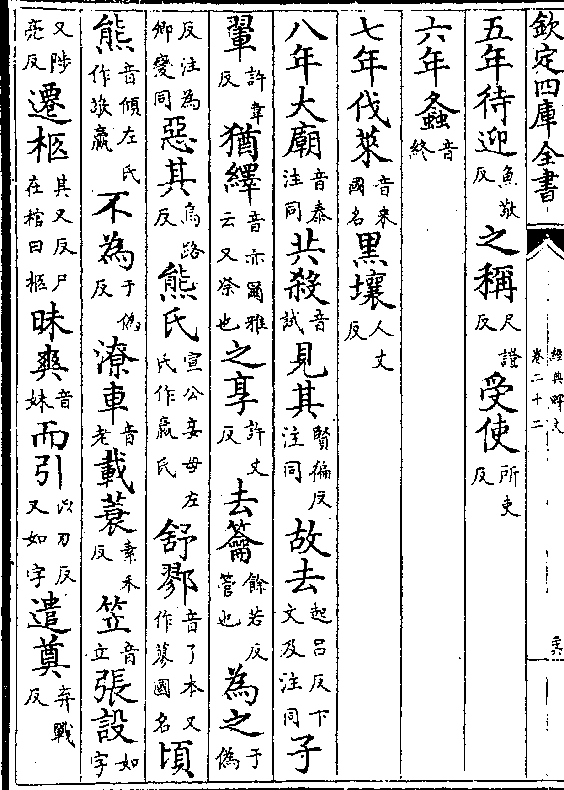 欽定四庫全書
經典釋文
卷二十二
五年待迎魚敬反之稱尺證反受使所吏反
六年螽音終
七年伐萊音来國名黒壤人丈反
八年大廟音泰注同共殺音試見其賢徧反注同故去起呂反下文及注同子
翬許韋反猶繹音亦爾雅云又祭也之享許丈反去籥餘若反管也為之于偽
反注為卿變同惡其烏路反熊氏宣公妾母左氏作嬴氏舒鄝音了本又作蓼國名頃
熊音傾左氏作敬嬴不為于偽反潦車音老載蓑素禾反笠音立張設如字
又陟亮反遷柩其又反尸在棺曰柩昧爽音妹而引以刃反又如字遣奠弃戰反